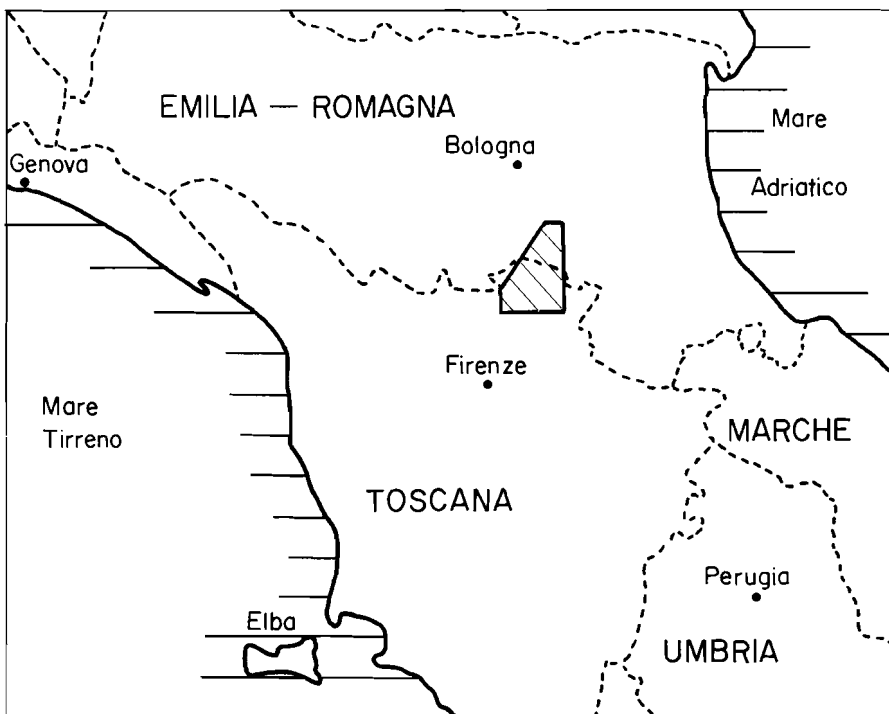 EMILIA — ROMAGNA
Mare
Adriatico
Bologna
Genova
Firenze
Mare
Tirreno
MARCHE
TOSCANA
Perugia
Elba
UMBRIA